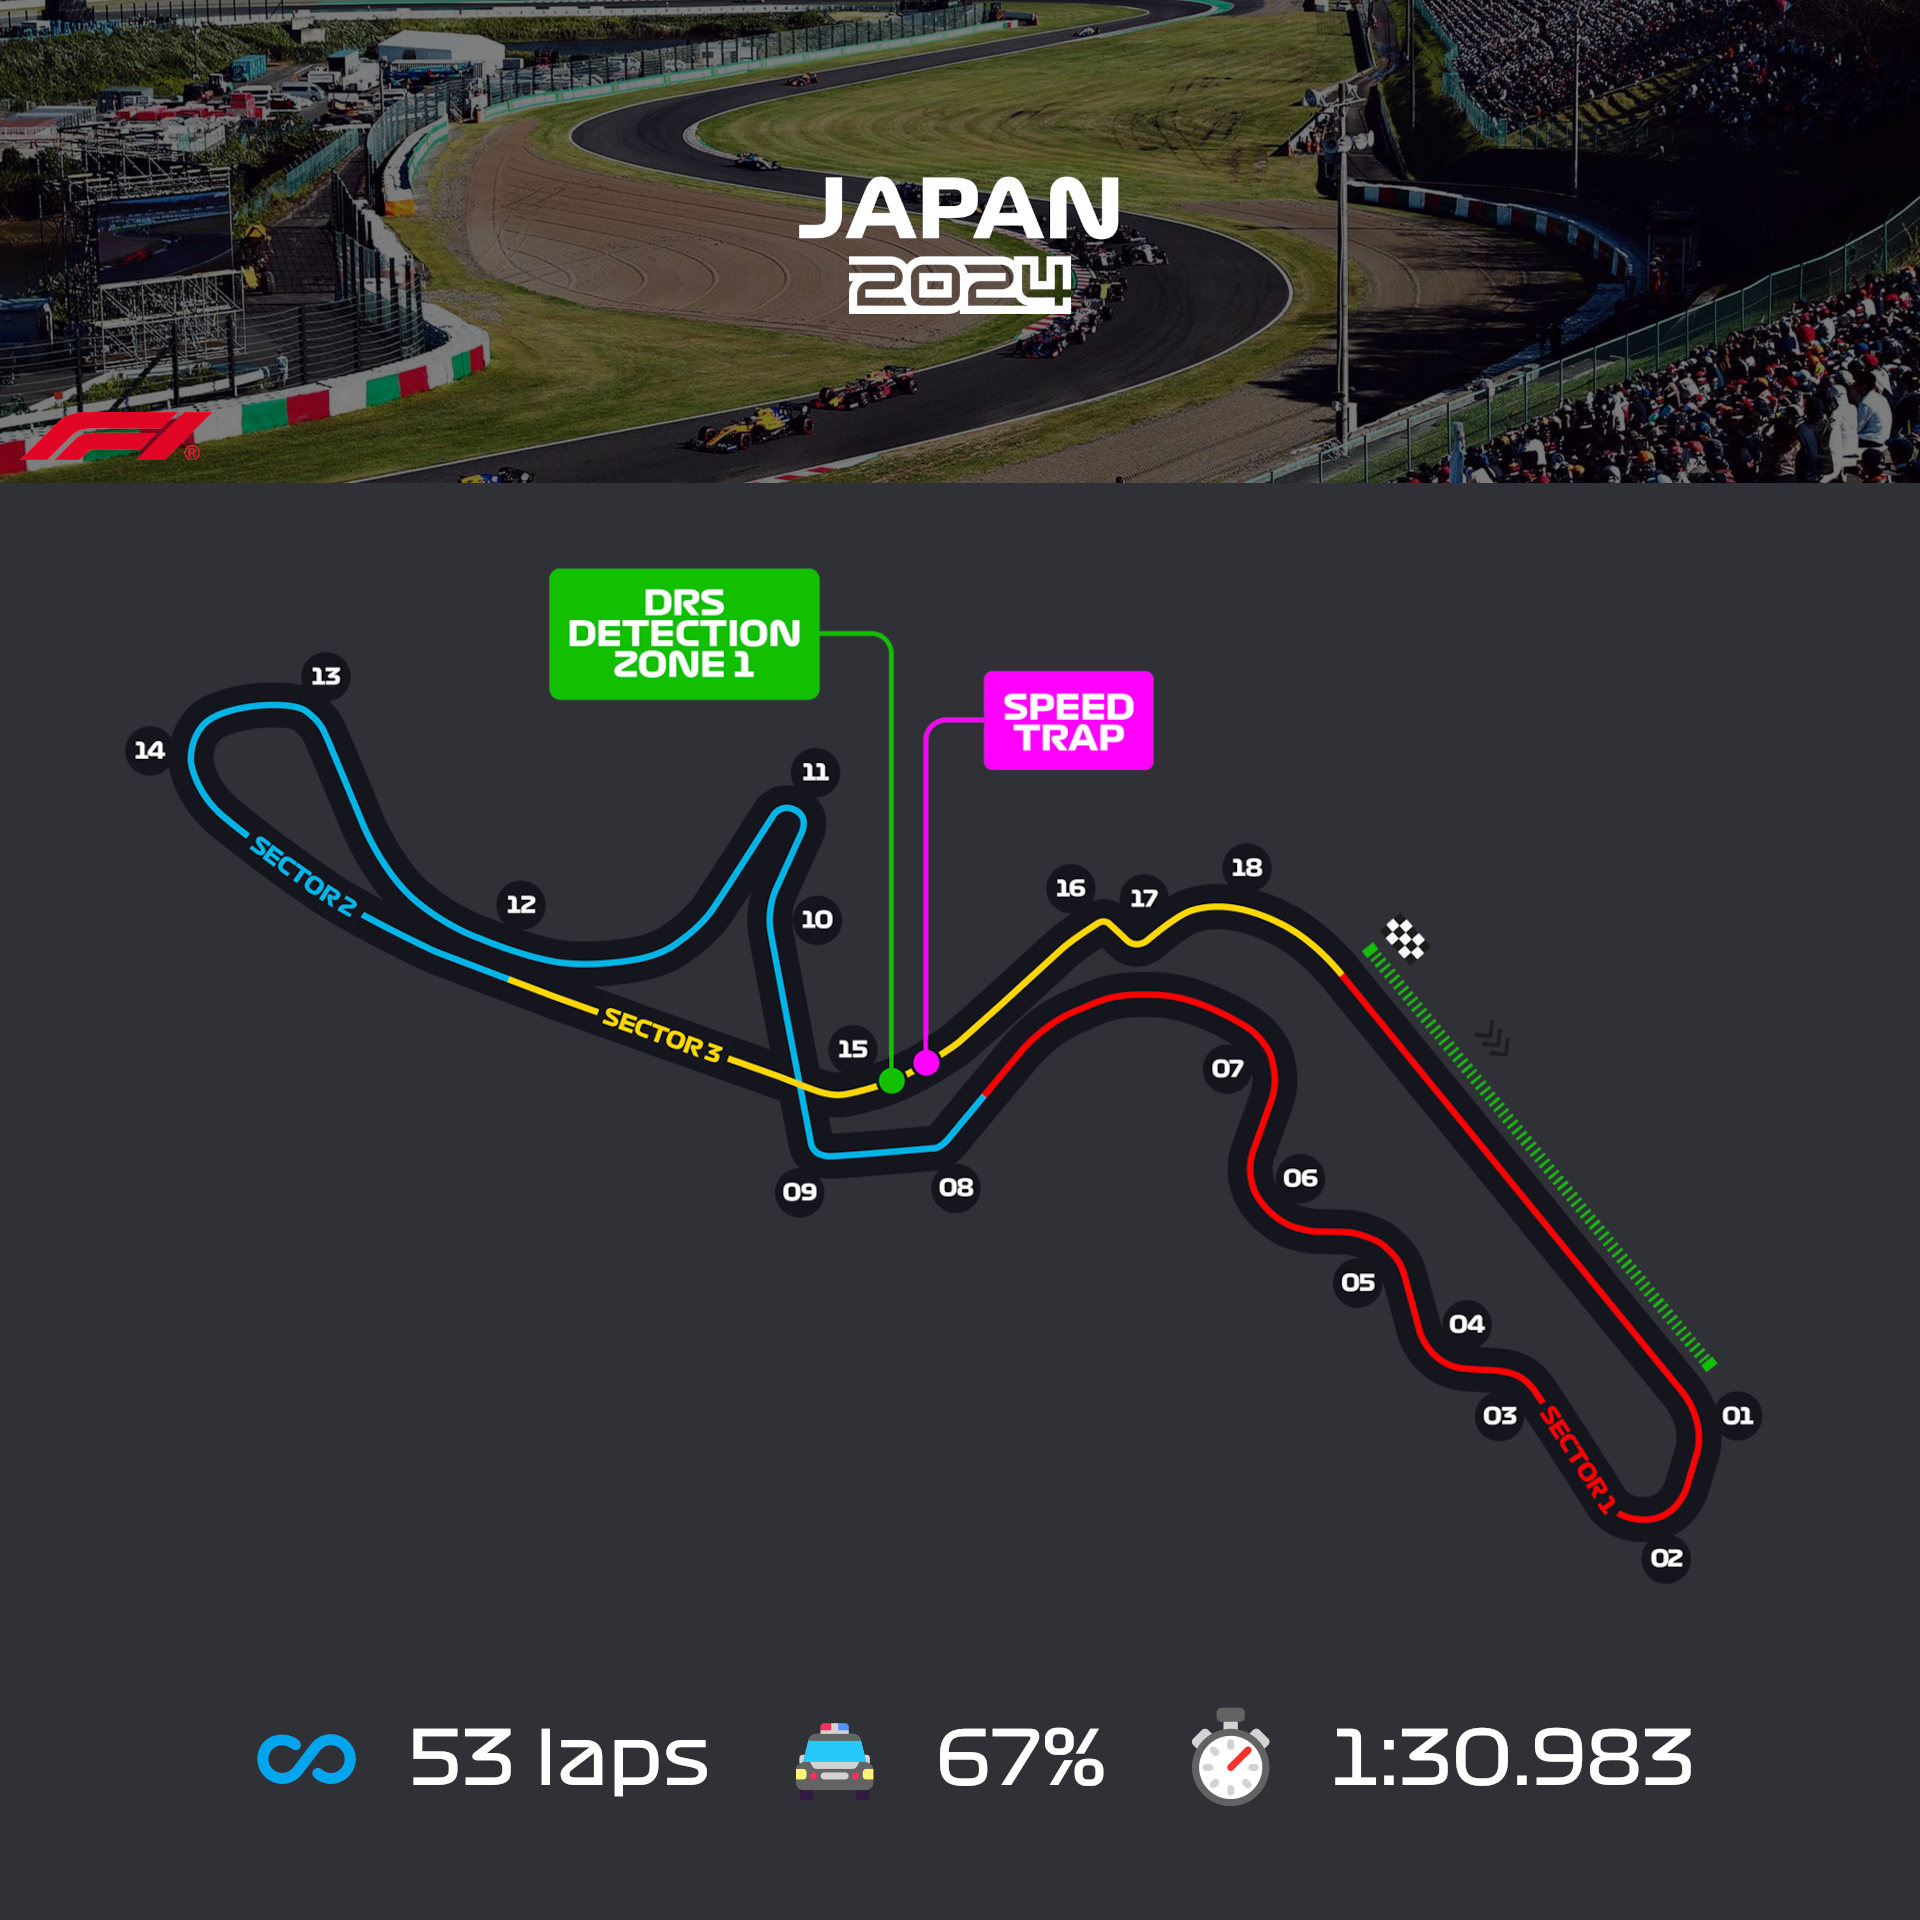 JAPAN
2024
F1
®
DRS
DETECTION
ZONE 1
SPEED
TRAP
13
14
11
12
10
16
17
18
15
SECTOR 2
SECTOR 3
07
06
09
08
05
04
03
01
SECTOR 1
02
53 laps
67%
1:30.983